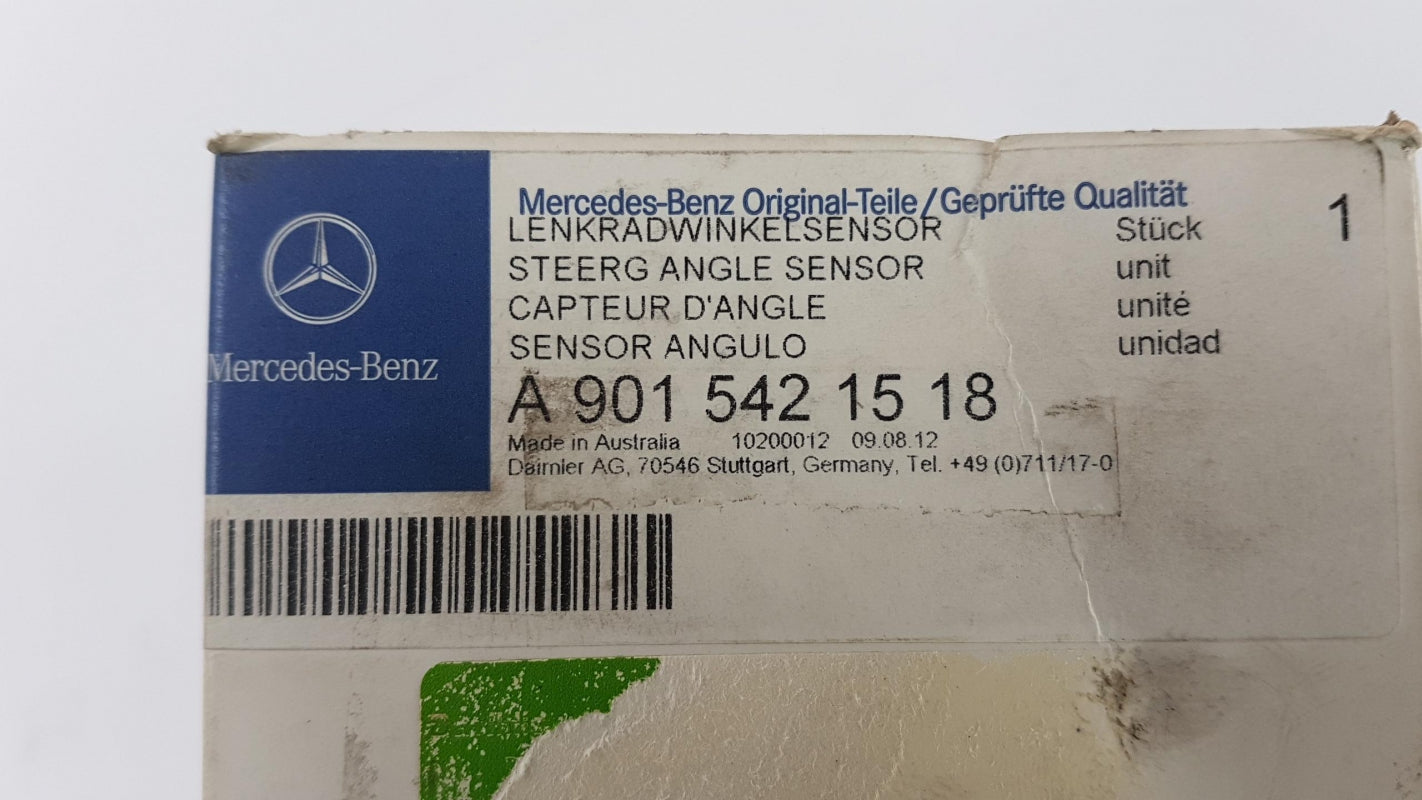 Mercedes-Benz Original-Teile/Geprüfte Qualität
LENKRADWINKELSENSOR Stück 1
STEERG ANGLE SENSOR unit
CAPTEUR D'ANGLE unité
SENSOR ANGULO unidad
Mercedes-Benz
A 901 542 15 18
Made in Australia 10200012 09.08.12
Daimler AG, 70546 Stuttgart, Germany, Tel. +49 (0)711/17-0